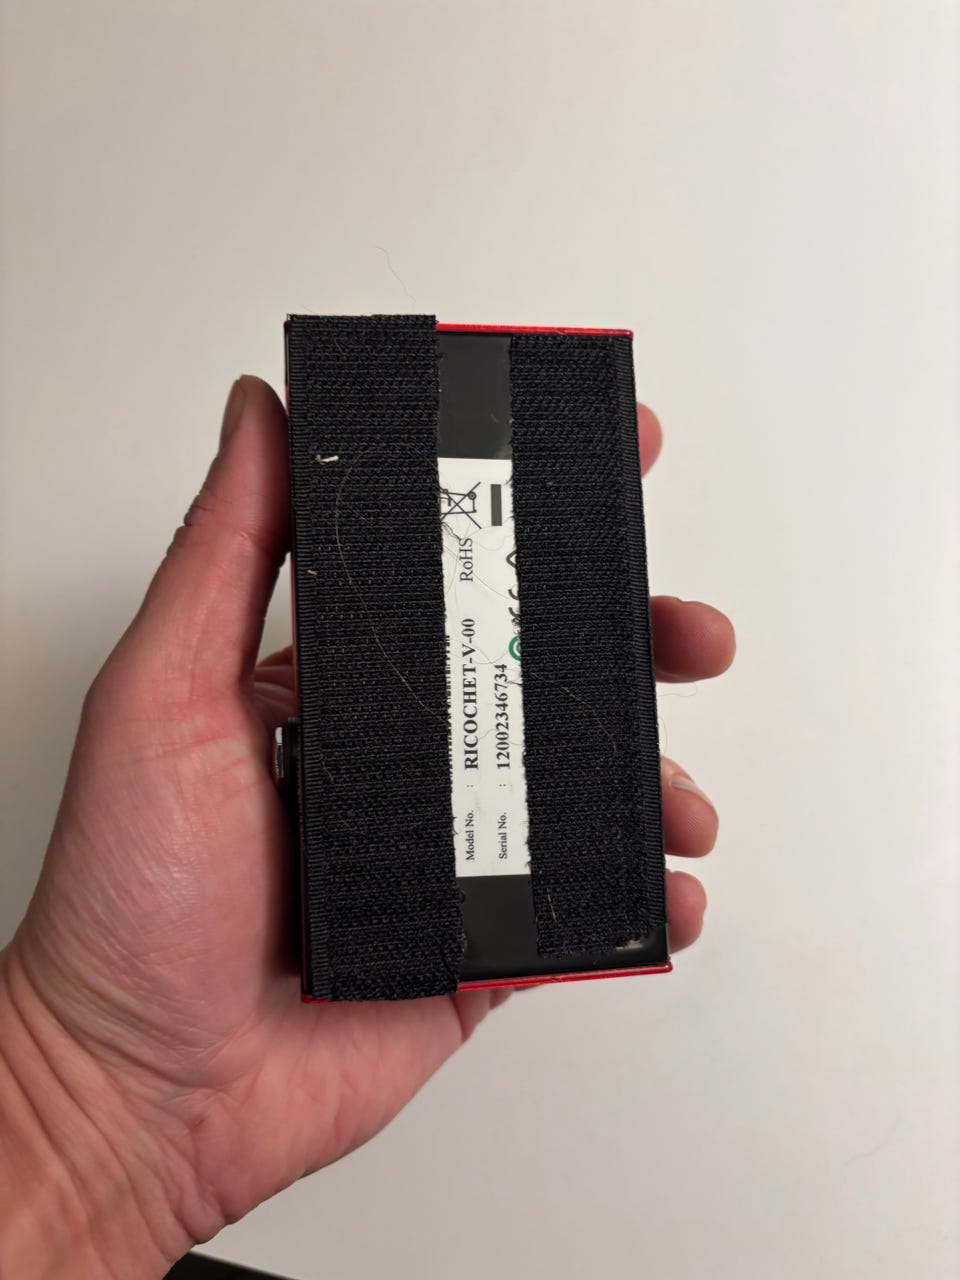 RoHS
Model No. : RICOCHET-V-00
Serial No. : 12002346734